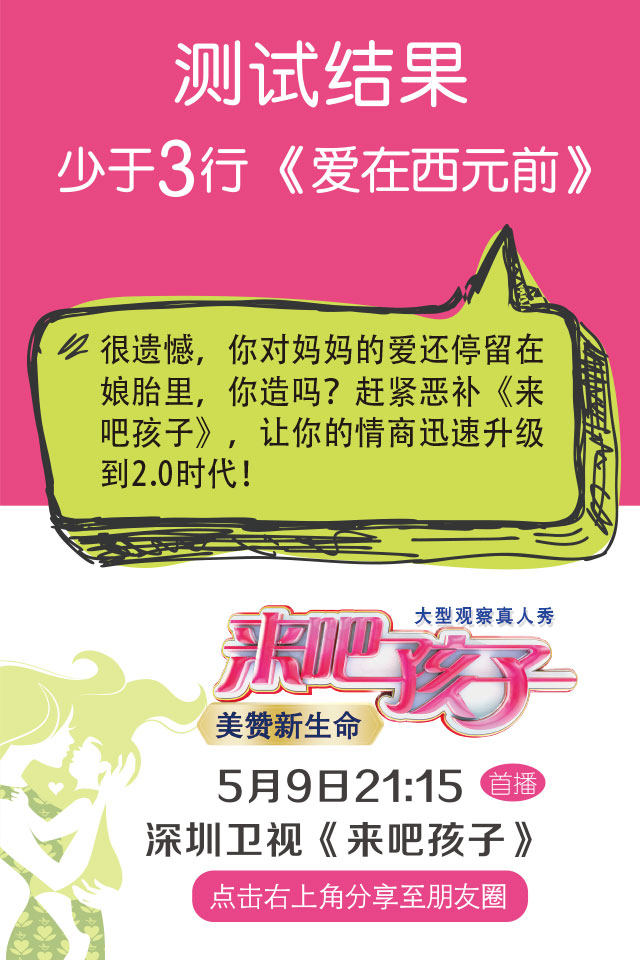 测试结果
少于3行《爱在西元前》
很遗憾，你对妈妈的爱还停留在
娘胎里，你造吗？赶紧恶补《来
吧孩子》，让你的情商迅速升级
到2.0时代！
大型观察真人秀
来吧孩子
美赞新生命
5月9日21:15 首播
深圳卫视《来吧孩子》
点击右上角分享至朋友圈